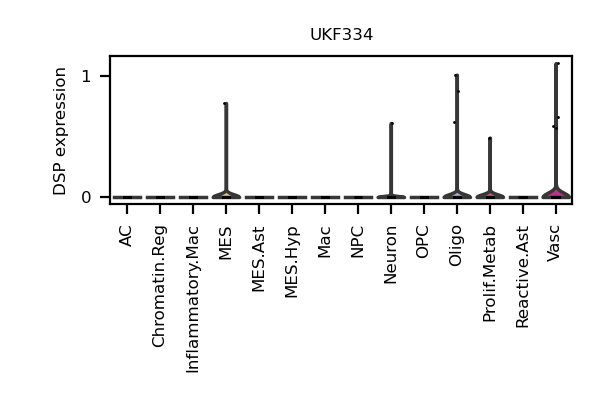 UKF334
DSP expression
1
0
AC
Chromatin.Reg
Inflammatory.Mac
MES
MES.Ast
MES.Hyp
Mac
NPC
Neuron
OPC
Oligo
Prolif.Metab
Reactive.Ast
Vasc